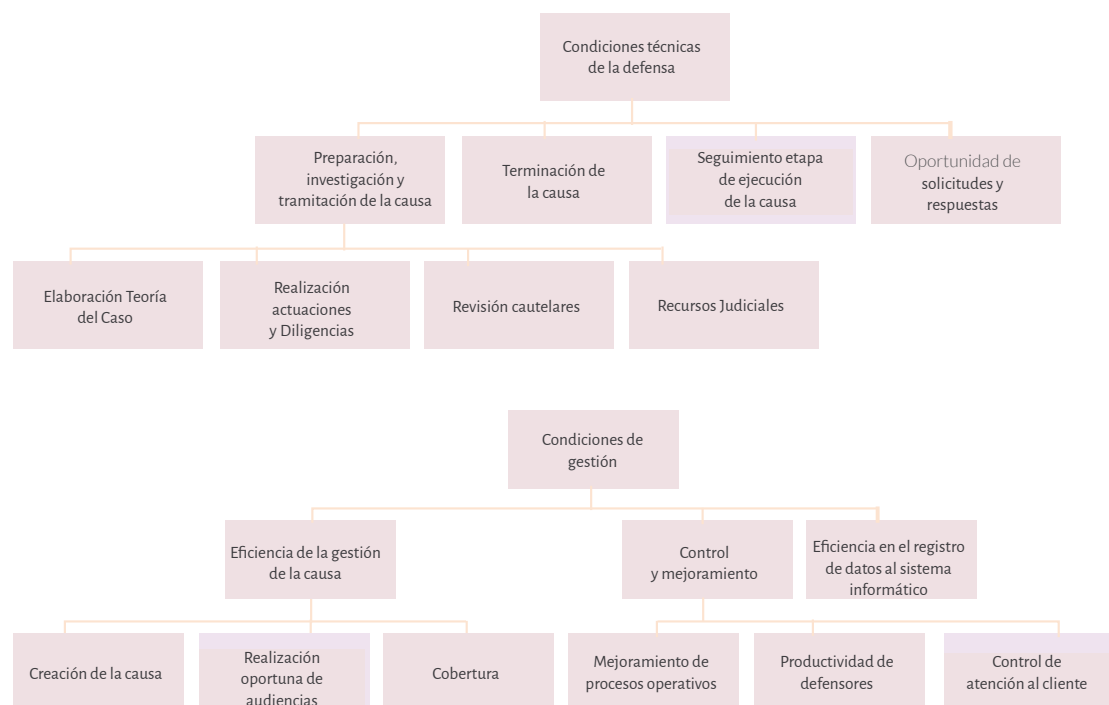 Condiciones técnicas
de la defensa
Preparación,
investigación y
tramitación de la causa
Terminación de
la causa
Seguimiento etapa
de ejecución
de la causa
Oportunidad de
solicitudes y
respuestas
Elaboración Teoría
del Caso
Realización
actuaciones
y Diligencias
Revisión cautelares
Recursos Judiciales
Condiciones de
gestión
Eficiencia de la gestión
de la causa
Control
y mejoramiento
Eficiencia en el registro
de datos al sistema
informático
Creación de la causa
Realización
oportuna de
audiencias
Cobertura
Mejoramiento de
procesos operativos
Productividad de
defensores
Control de
atención al cliente